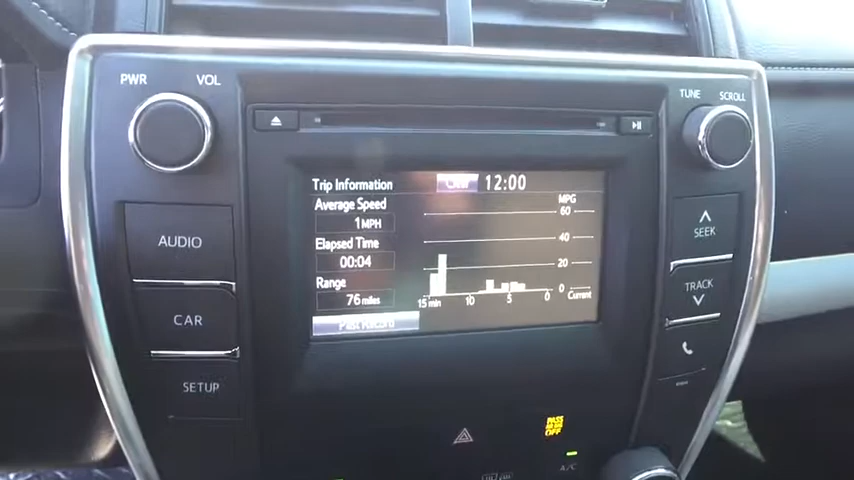 PWR VOL
TUNE SCROLL
Trip Information Clear 12:00
Average Speed
1 MPH
Elapsed Time
00:04
Range
76 miles
Past Record
MPG
60
40
20
0
15 min 10 5 0 Current
AUDIO
CAR
SETUP
SEEK
TRACK
PASS
AIR BAG
OFF
A/C